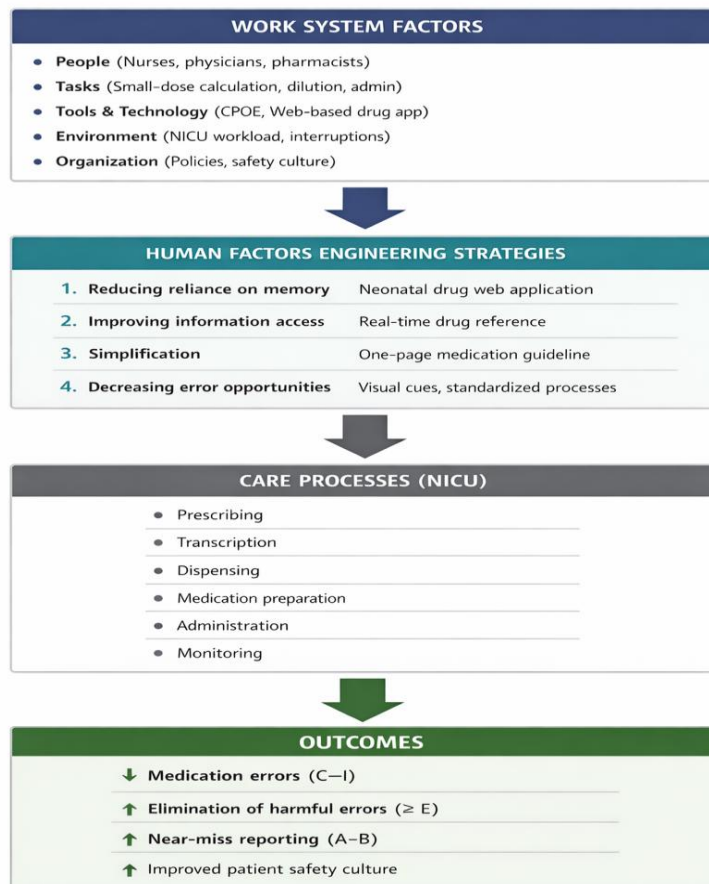 WORK SYSTEM FACTORS
• People (Nurses, physicians, pharmacists)
• Tasks (Small-dose calculation, dilution, admin)
• Tools & Technology (CPOE, Web-based drug app)
• Environment (NICU workload, interruptions)
• Organization (Policies, safety culture)
HUMAN FACTORS ENGINEERING STRATEGIES
1. Reducing reliance on memory Neonatal drug web application
2. Improving information access Real-time drug reference
3. Simplification One-page medication guideline
4. Decreasing error opportunities Visual cues, standardized processes
CARE PROCESSES (NICU)
• Prescribing
• Transcription
• Dispensing
• Medication preparation
• Administration
• Monitoring
OUTCOMES
↓ Medication errors (C–I)
↑ Elimination of harmful errors (≥ E)
↑ Near-miss reporting (A–B)
↑ Improved patient safety culture